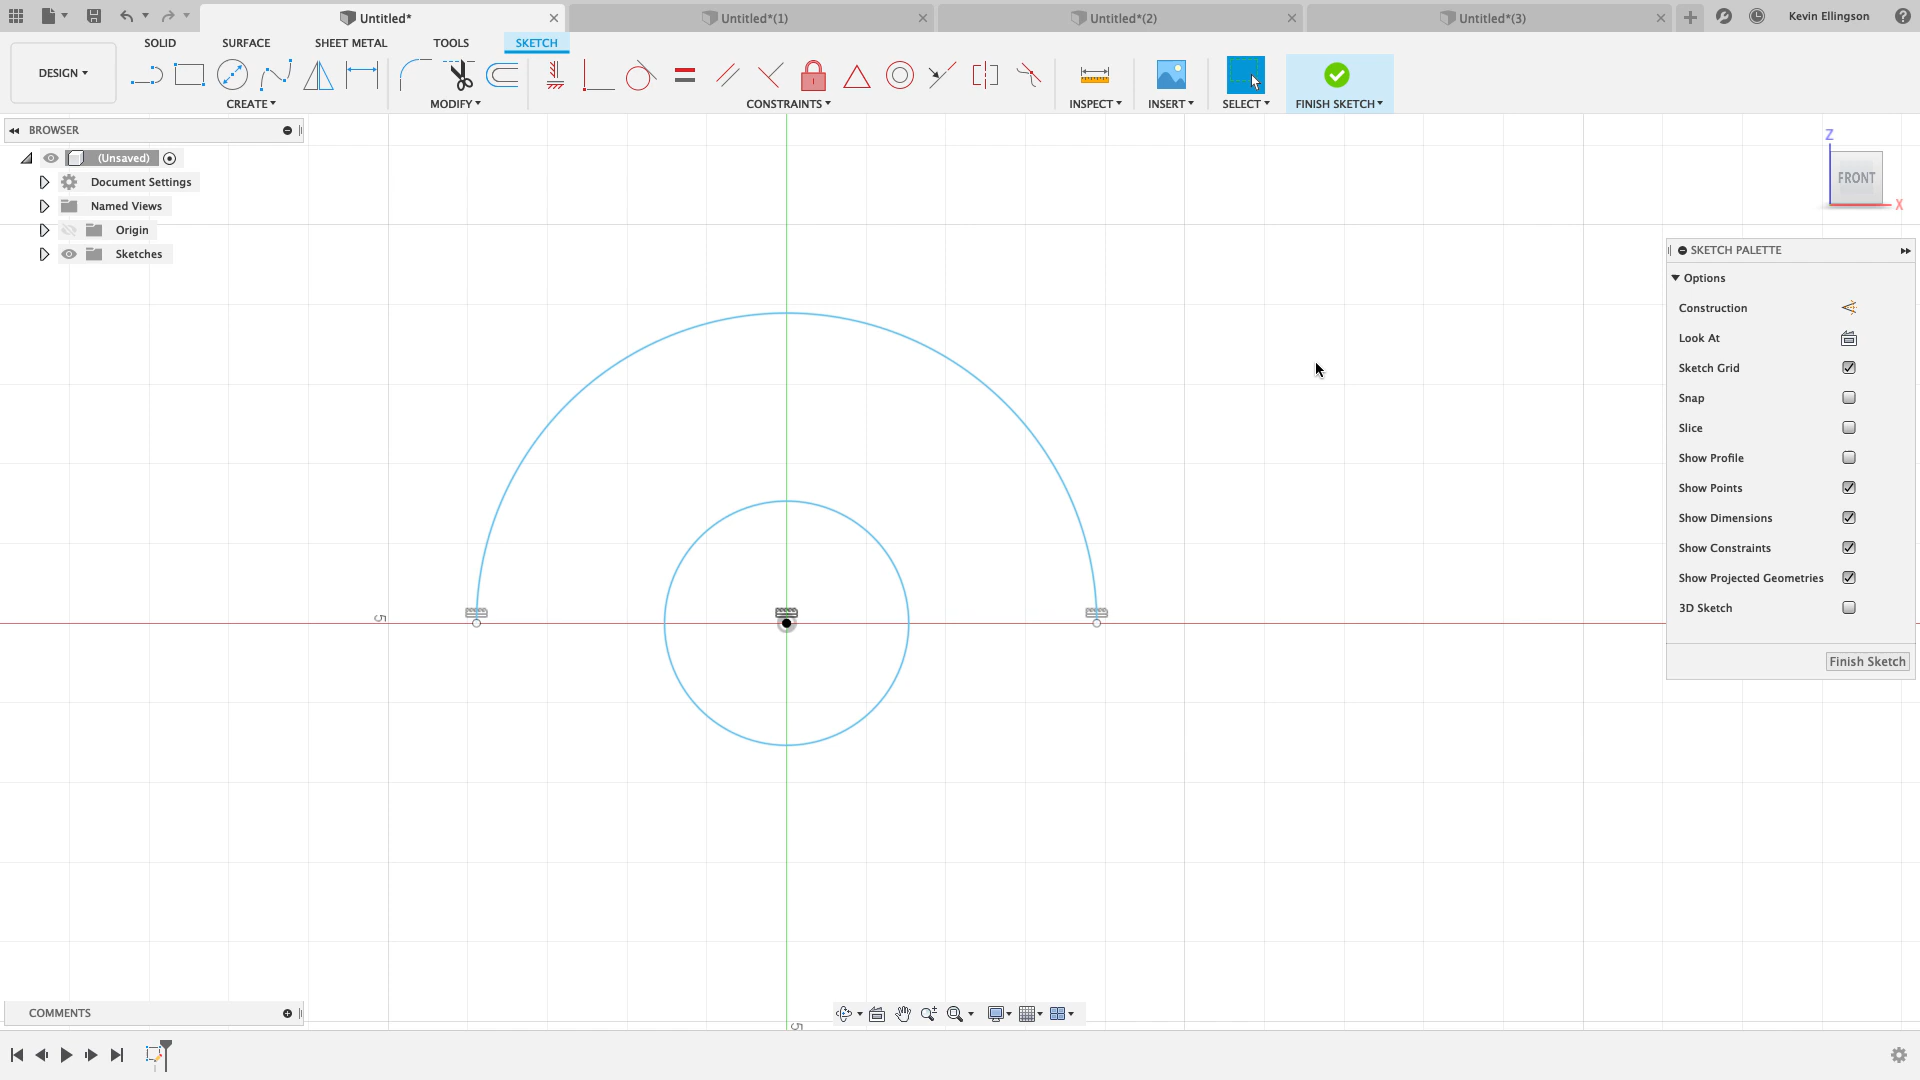 Untitled*
Untitled*(1)
Untitled*(2)
Untitled*(3)
Kevin Ellingson
SOLID SURFACE SHEET METAL TOOLS SKETCH
DESIGN
CREATE MODIFY CONSTRAINTS INSPECT INSERT SELECT FINISH SKETCH
BROWSER
(Unsaved)
Document Settings
Named Views
Origin
Sketches
Z
FRONT
X
SKETCH PALETTE
Options
Construction
Look At
Sketch Grid
Snap
Slice
Show Profile
Show Points
Show Dimensions
Show Constraints
Show Projected Geometries
3D Sketch
Finish Sketch
5
5
COMMENTS